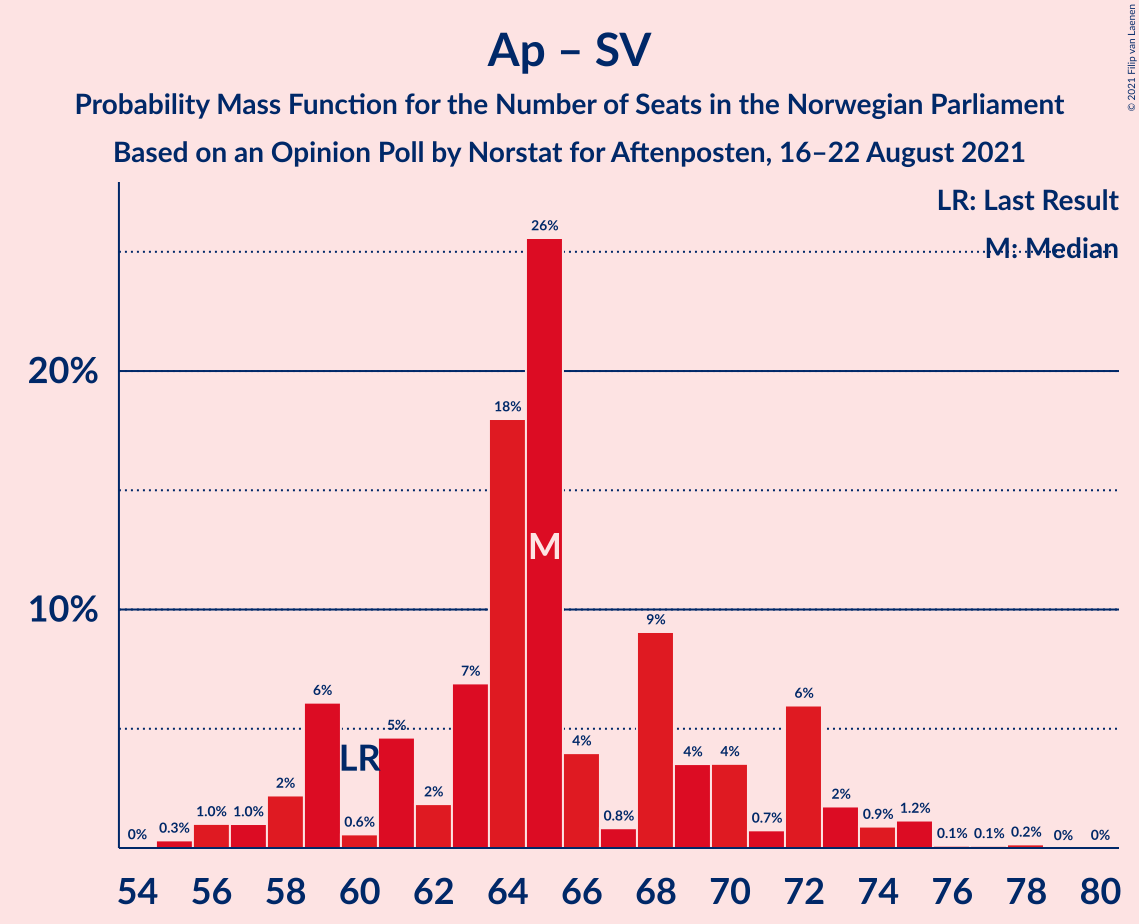 Ap – SV
Probability Mass Function for the Number of Seats in the Norwegian Parliament
Based on an Opinion Poll by Norstat for Aftenposten, 16–22 August 2021
© 2021 Filip van Laenen
LR: Last Result
M: Median
20%
10%
0% 0.3% 1.0% 1.0% 2% 6% 0.6% 5% 2% 7% 18% 26% 4% 0.8% 9% 4% 4% 0.7% 6% 2% 0.9% 1.2% 0.1% 0.1% 0.2% 0% 0%
LR
M
54 56 58 60 62 64 66 68 70 72 74 76 78 80